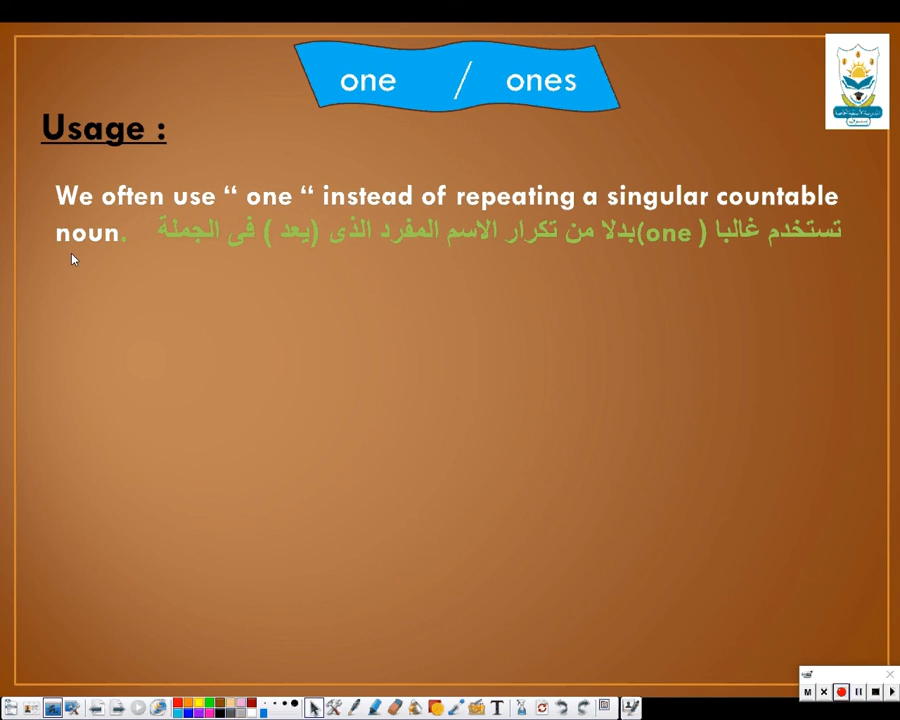 one / ones
Usage :
We often use “ one “ instead of repeating a singular countable
noun. تستخدم غالبا ( one)بدلا من تكرار الاسم المفرد الذى (يعد ) فى الجملة
M
T